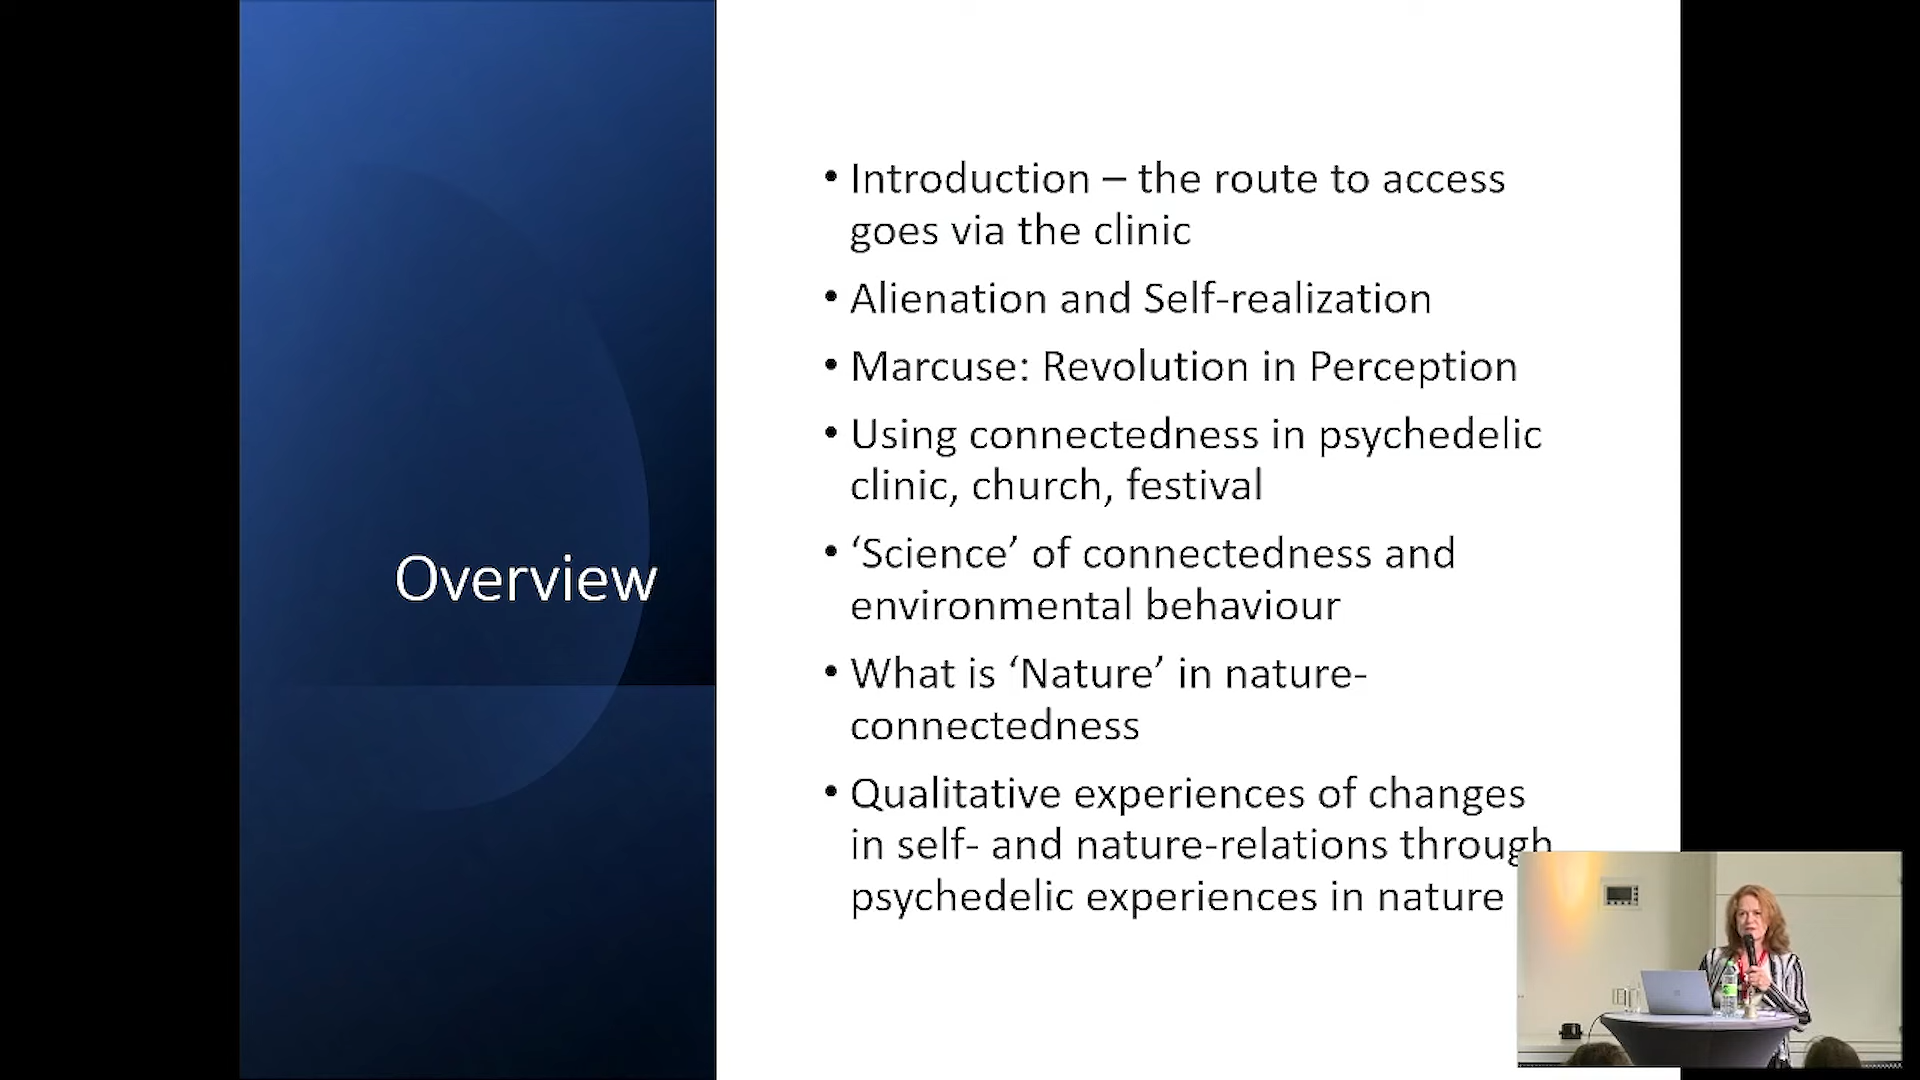 Overview
• Introduction – the route to access
goes via the clinic
• Alienation and Self-realization
• Marcuse: Revolution in Perception
• Using connectedness in psychedelic
clinic, church, festival
• ‘Science’ of connectedness and
environmental behaviour
• What is ‘Nature’ in nature-
connectedness
• Qualitative experiences of changes
in self- and nature-relations through
psychedelic experiences in nature